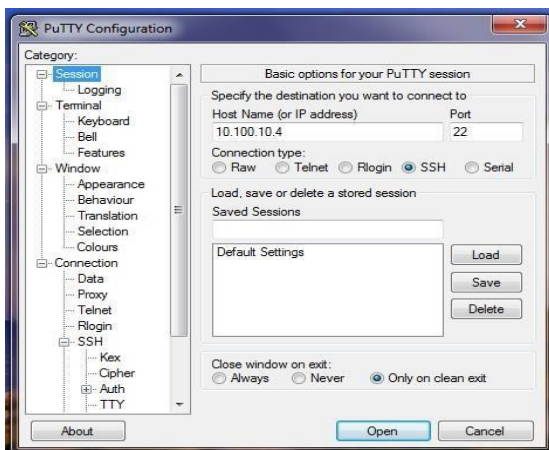 PuTTY Configuration
Category:
Session
Logging
Terminal
Keyboard
Bell
Features
Window
Appearance
Behaviour
Translation
Selection
Colours
Connection
Data
Proxy
Telnet
Rlogin
SSH
Kex
Cipher
Auth
TTY
Basic options for your PuTTY session
Specify the destination you want to connect to
Host Name (or IP address) Port
10.100.10.4 22
Connection type:
Raw Telnet Rlogin SSH Serial
Load, save or delete a stored session
Saved Sessions
Default Settings
Load
Save
Delete
Close window on exit:
Always Never Only on clean exit
About Open Cancel